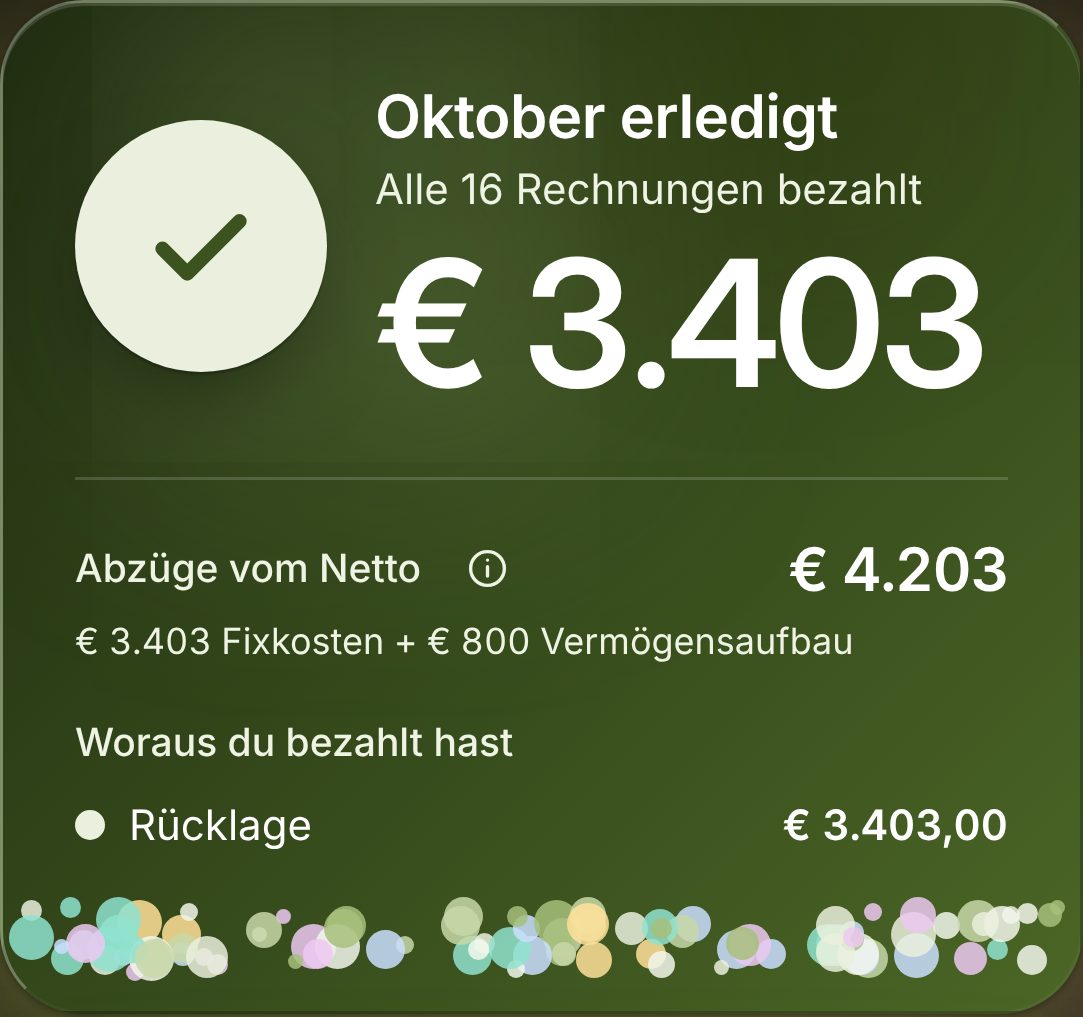 Oktober erledigt
Alle 16 Rechnungen bezahlt
€ 3.403
Abzüge vom Netto
€ 4.203
€ 3.403 Fixkosten + € 800 Vermögensaufbau
Woraus du bezahlt hast
Rücklage
€ 3.403,00